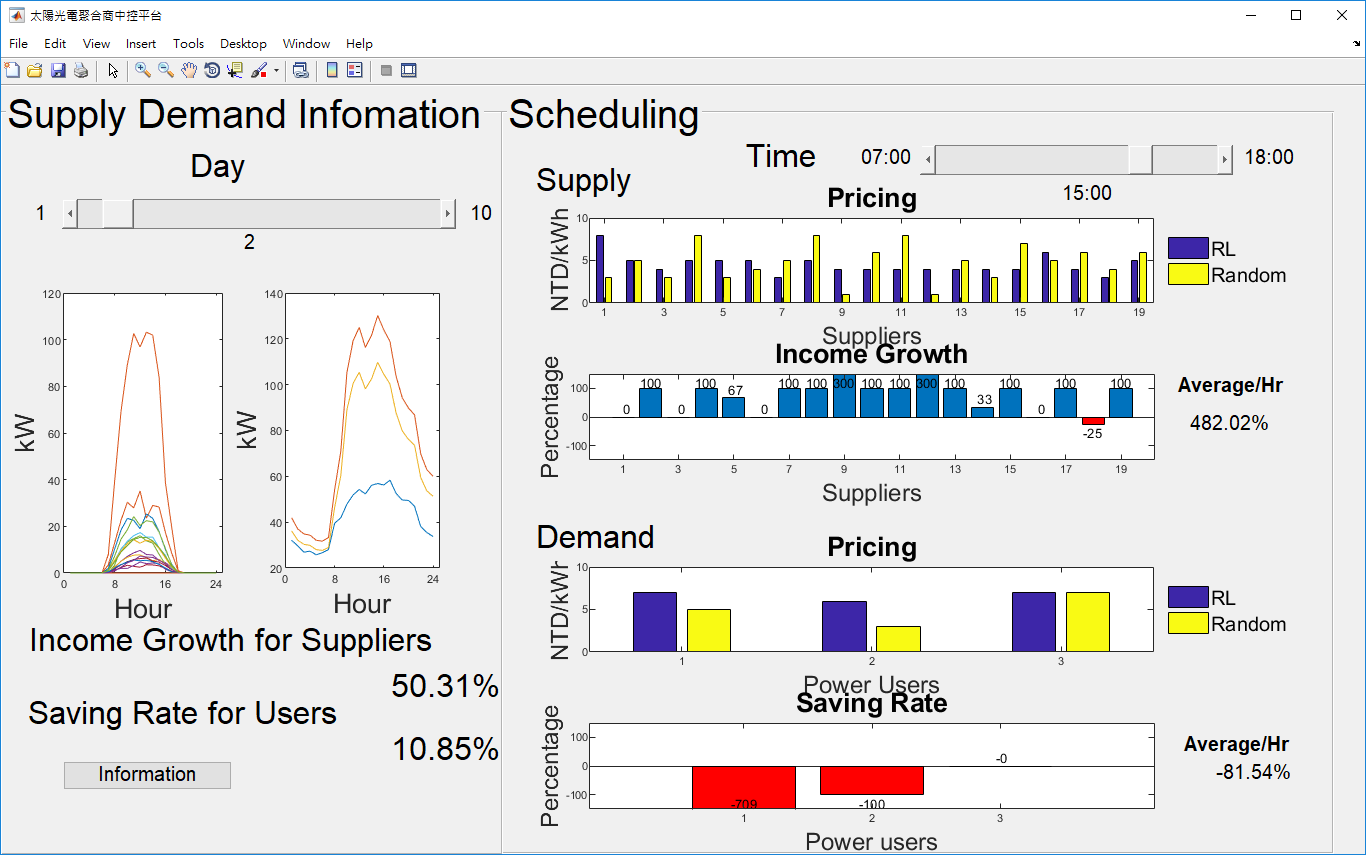 太陽光電聚合商中控平台
File Edit View Insert Tools Desktop Window Help
Supply Demand Infomation
Day
1 10
2
120
100
80
60
40
20
0
0 8 16 24
kW
Hour
140
120
100
80
60
40
20
0 8 16 24
kW
Hour
Income Growth for Suppliers
50.31%
Saving Rate for Users
10.85%
Information
Scheduling
Time 07:00 18:00
15:00
Supply
Pricing
NTD/kWh
10
5
0
1 3 5 7 9 11 13 15 17 19
Suppliers
RL
Random
Income Growth
Percentage
100
0
-100
0 100 0 100 67 0 100 100 300 100 100 300 100 33 100 0 100 -25 100
1 3 5 7 9 11 13 15 17 19
Suppliers
Average/Hr
482.02%
Demand
Pricing
NTD/kWh
10
5
0
1 2 3
Power Users
RL
Random
Saving Rate
Percentage
100
0
-100
-709 -100 -0
1 2 3
Power users
Average/Hr
-81.54%